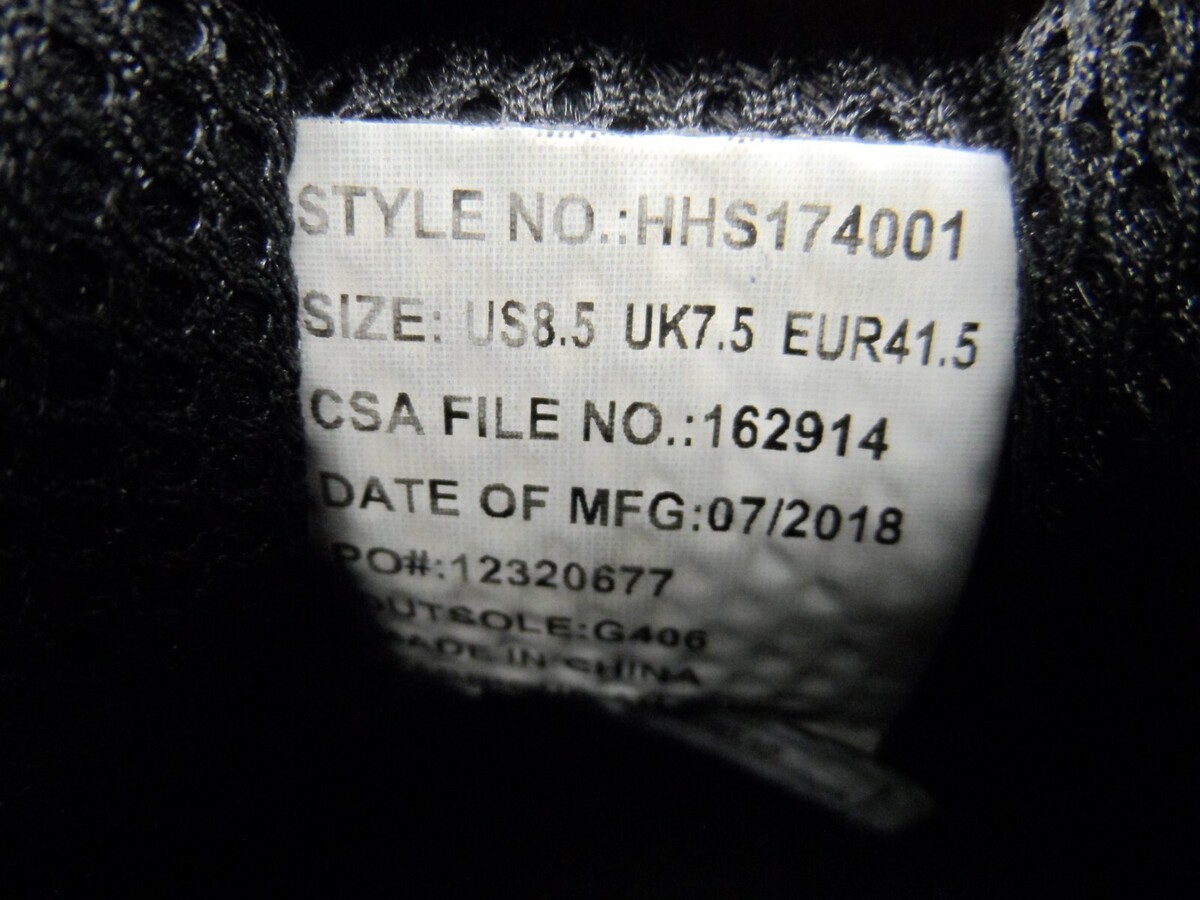 STYLE NO.:HHS174001
SIZE: US8.5 UK7.5 EUR41.5
CSA FILE NO.:162914
DATE OF MFG:07/2018
PO#:12320677
OUTSOLE:G406
MADE IN CHINA